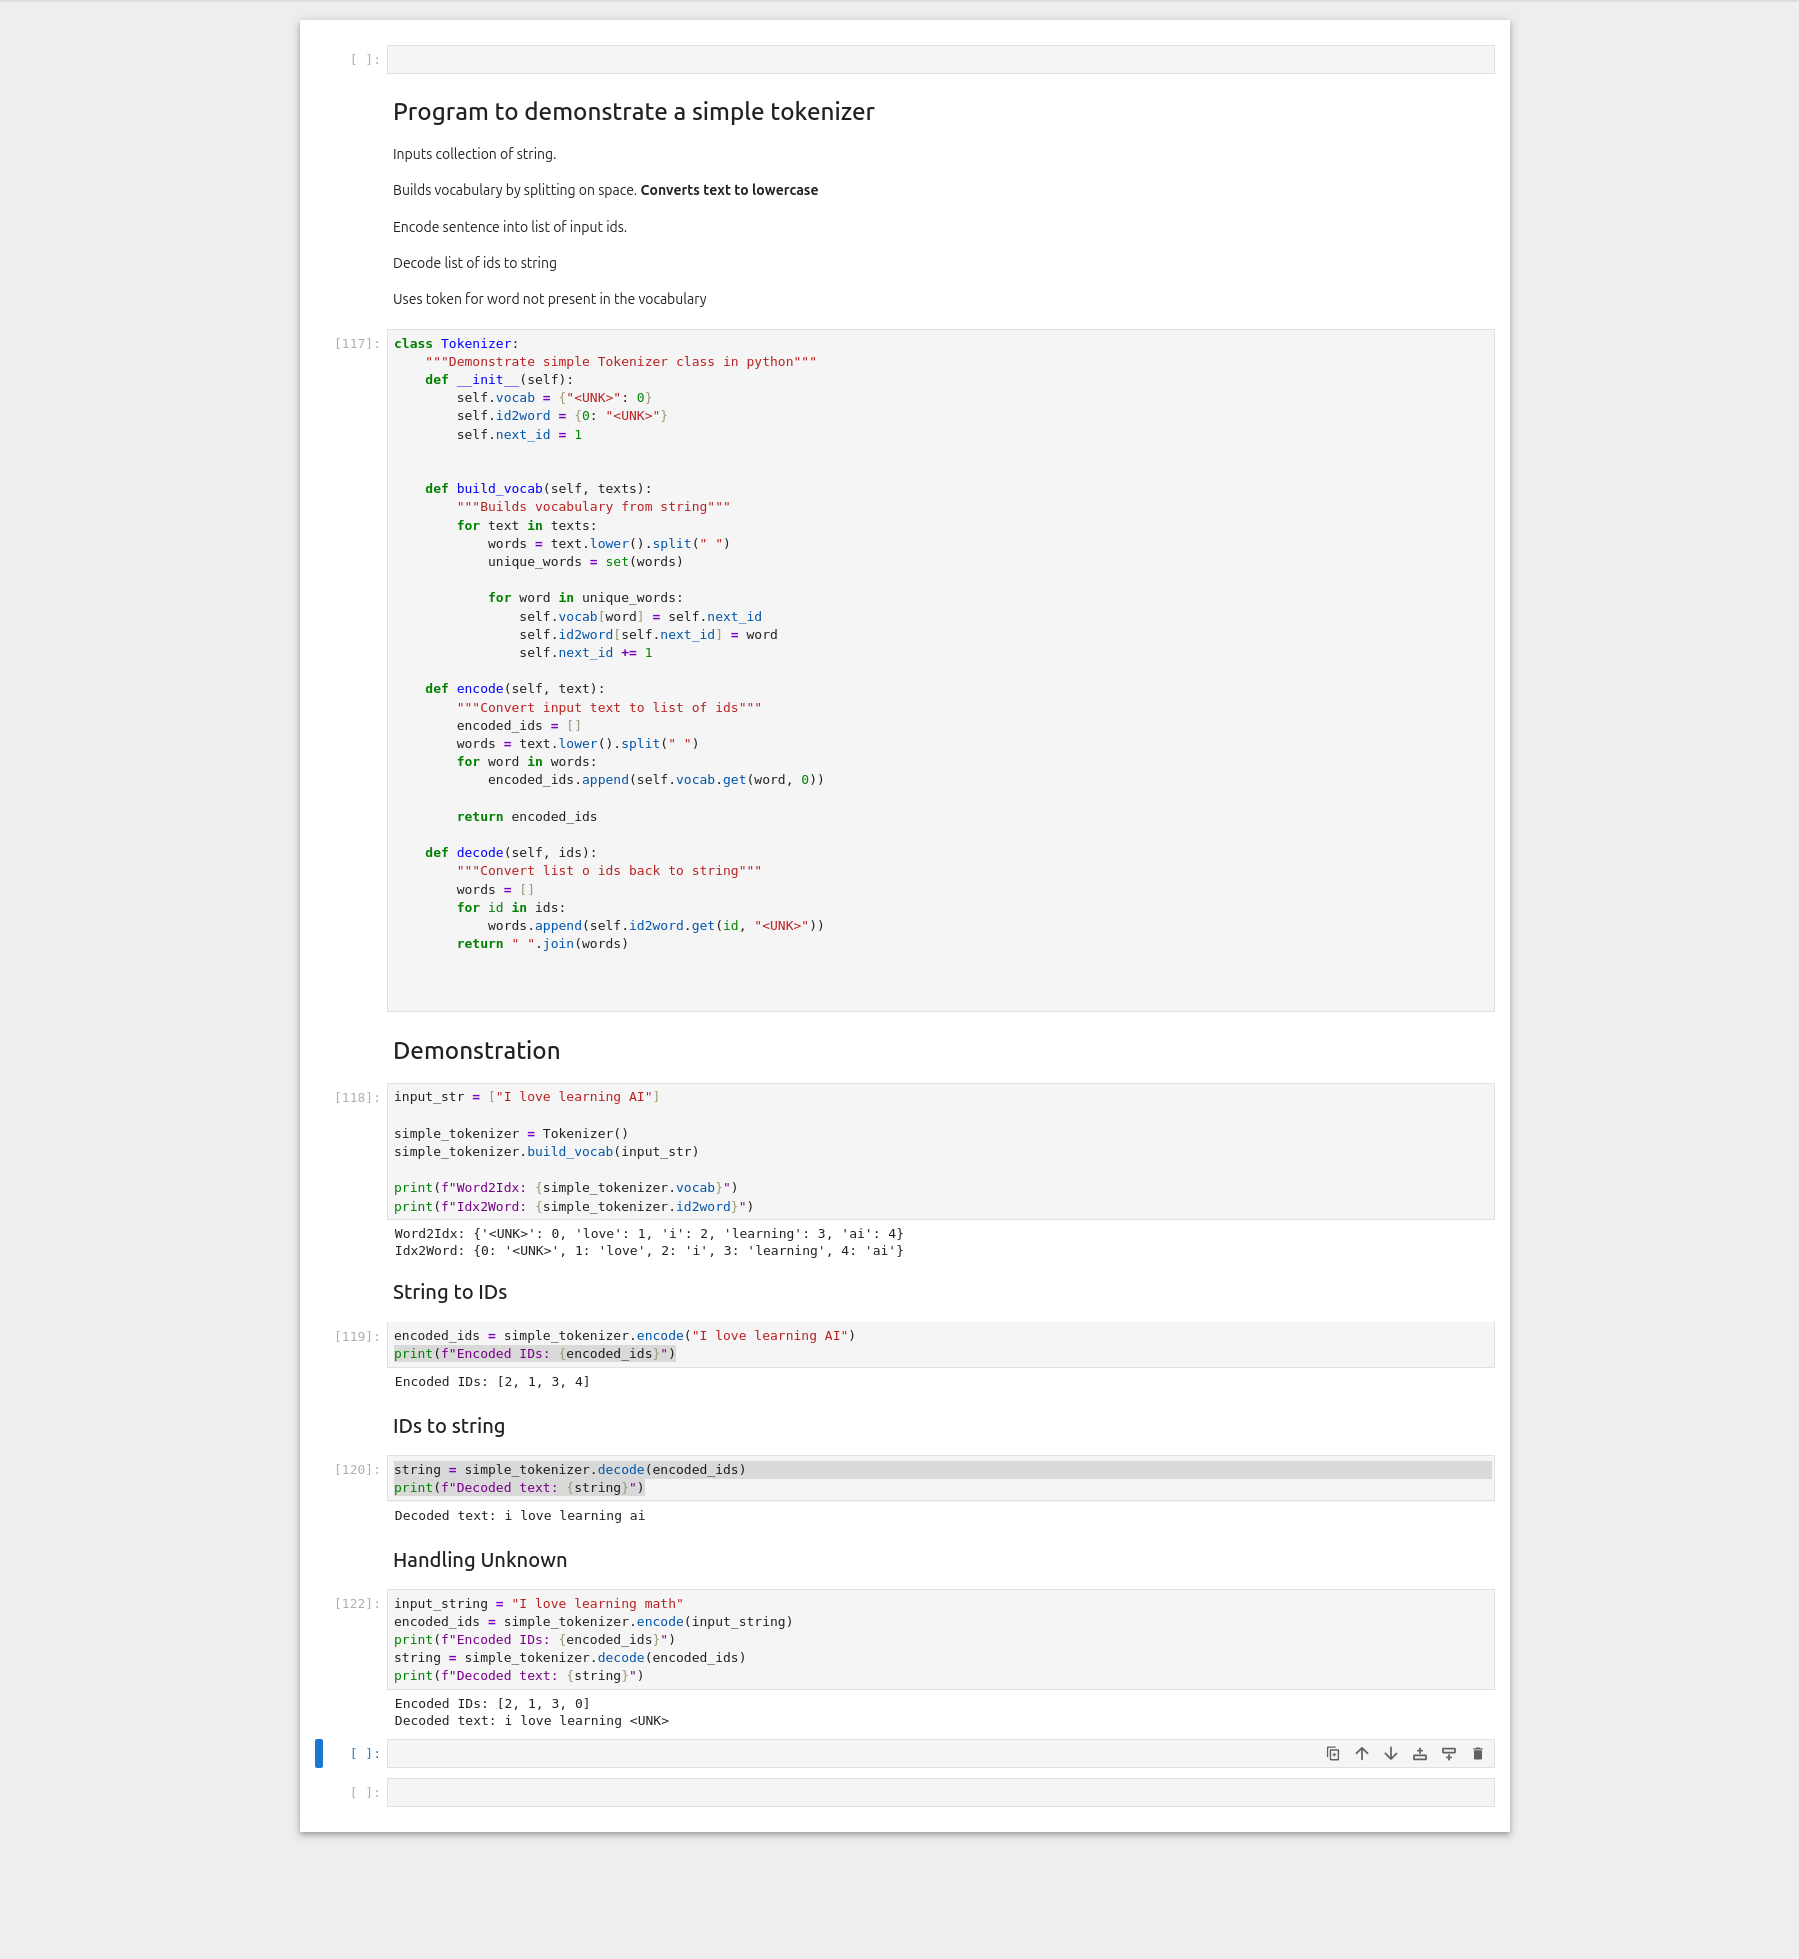 [ ]:
Program to demonstrate a simple tokenizer
Inputs collection of string.
Builds vocabulary by splitting on space. Converts text to lowercase
Encode sentence into list of input ids.
Decode list of ids to string
Uses token for word not present in the vocabulary
[117]: class Tokenizer:
    """Demonstrate simple Tokenizer class in python"""
    def __init__(self):
        self.vocab = {"<UNK>": 0}
        self.id2word = {0: "<UNK>"}
        self.next_id = 1
    def build_vocab(self, texts):
        """Builds vocabulary from string"""
        for text in texts:
            words = text.lower().split(" ")
            unique_words = set(words)
            for word in unique_words:
                self.vocab[word] = self.next_id
                self.id2word[self.next_id] = word
                self.next_id += 1
    def encode(self, text):
        """Convert input text to list of ids"""
        encoded_ids = []
        words = text.lower().split(" ")
        for word in words:
            encoded_ids.append(self.vocab.get(word, 0))
        return encoded_ids
    def decode(self, ids):
        """Convert list o ids back to string"""
        words = []
        for id in ids:
            words.append(self.id2word.get(id, "<UNK>"))
        return " ".join(words)
Demonstration
[118]: input_str = ["I love learning AI"]
simple_tokenizer = Tokenizer()
simple_tokenizer.build_vocab(input_str)
print(f"Word2Idx: {simple_tokenizer.vocab}")
print(f"Idx2Word: {simple_tokenizer.id2word}")
Word2Idx: {'<UNK>': 0, 'love': 1, 'i': 2, 'learning': 3, 'ai': 4}
Idx2Word: {0: '<UNK>', 1: 'love', 2: 'i', 3: 'learning', 4: 'ai'}
String to IDs
[119]: encoded_ids = simple_tokenizer.encode("I love learning AI")
print(f"Encoded IDs: {encoded_ids}")
Encoded IDs: [2, 1, 3, 4]
IDs to string
[120]: string = simple_tokenizer.decode(encoded_ids)
print(f"Decoded text: {string}")
Decoded text: i love learning ai
Handling Unknown
[122]: input_string = "I love learning math"
encoded_ids = simple_tokenizer.encode(input_string)
print(f"Encoded IDs: {encoded_ids}")
string = simple_tokenizer.decode(encoded_ids)
print(f"Decoded text: {string}")
Encoded IDs: [2, 1, 3, 0]
Decoded text: i love learning <UNK>
[ ]:
[ ]: